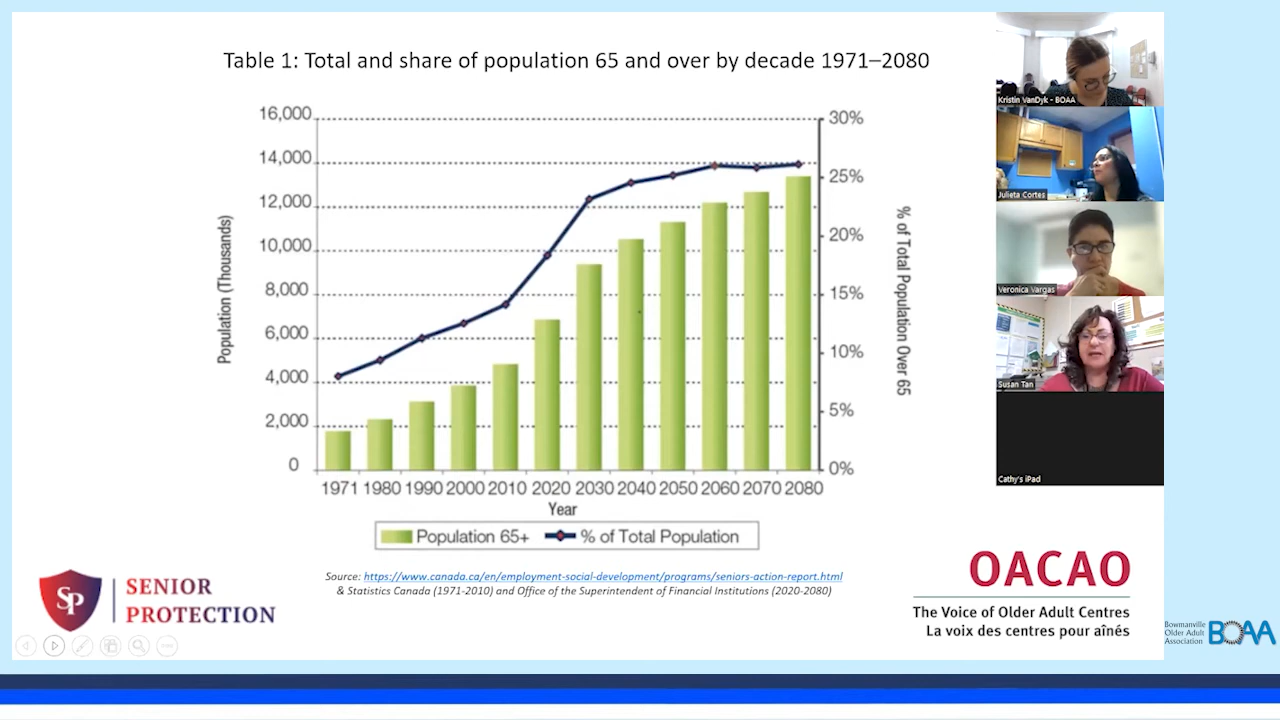 Table 1: Total and share of population 65 and over by decade 1971–2080
16,000
14,000
12,000
10,000
8,000
6,000
4,000
2,000
0
Population (Thousands)
30%
25%
20%
15%
10%
5%
0%
% of Total Population Over 65
1971 1980 1990 2000 2010 2020 2030 2040 2050 2060 2070 2080
Year
Population 65+ % of Total Population
Source: https://www.canada.ca/en/employment-social-development/programs/seniors-action-report.html
& Statistics Canada (1971-2010) and Office of the Superintendent of Financial Institutions (2020-2080)
SP
SENIOR
PROTECTION
Kristin VanDyk - BOAA
Julieta Cortes
Veronica Vargas
Susan Tan
Cathy's iPad
OACAO
The Voice of Older Adult Centres
La voix des centres pour aînés
Bowmanville
Older Adult
Association
BOAA